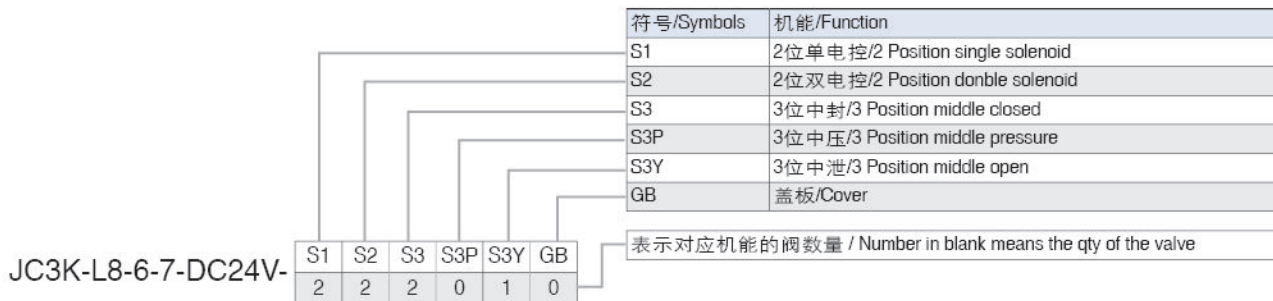 符号/Symbols 机能/Function
S1 2位单电控/2 Position single solenoid
S2 2位双电控/2 Position donble solenoid
S3 3位中封/3 Position middle closed
S3P 3位中压/3 Position middle pressure
S3Y 3位中泄/3 Position middle open
GB 盖板/Cover
表示对应机能的阀数量 / Number in blank means the qty of the valve
JC3K-L8-6-7-DC24V-
S1 S2 S3 S3P S3Y GB
2 2 2 0 1 0